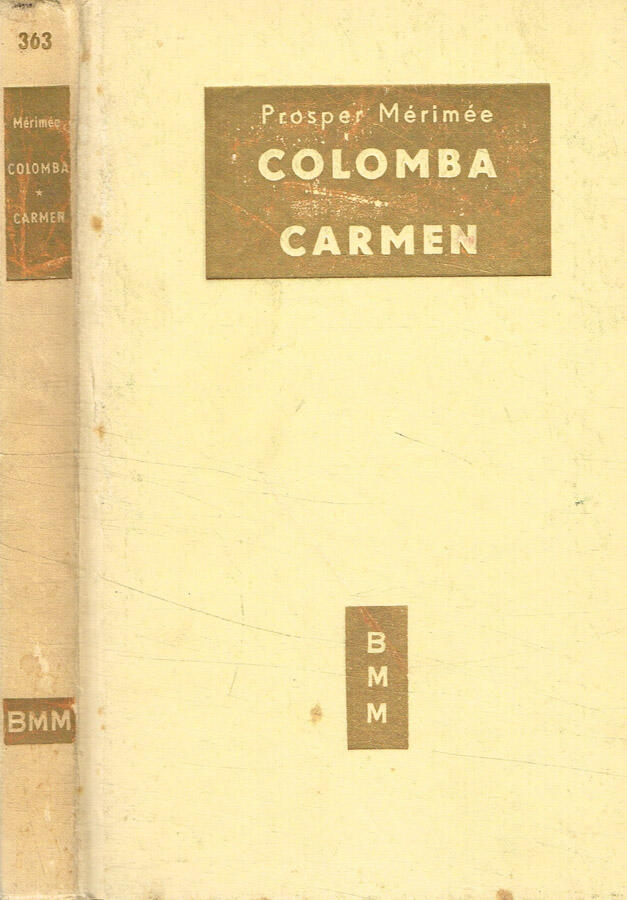 363
Mérimée
COLOMBA
*
CARMEN
BMM
Prosper Mérimée
COLOMBA
*
CARMEN
B
M
M